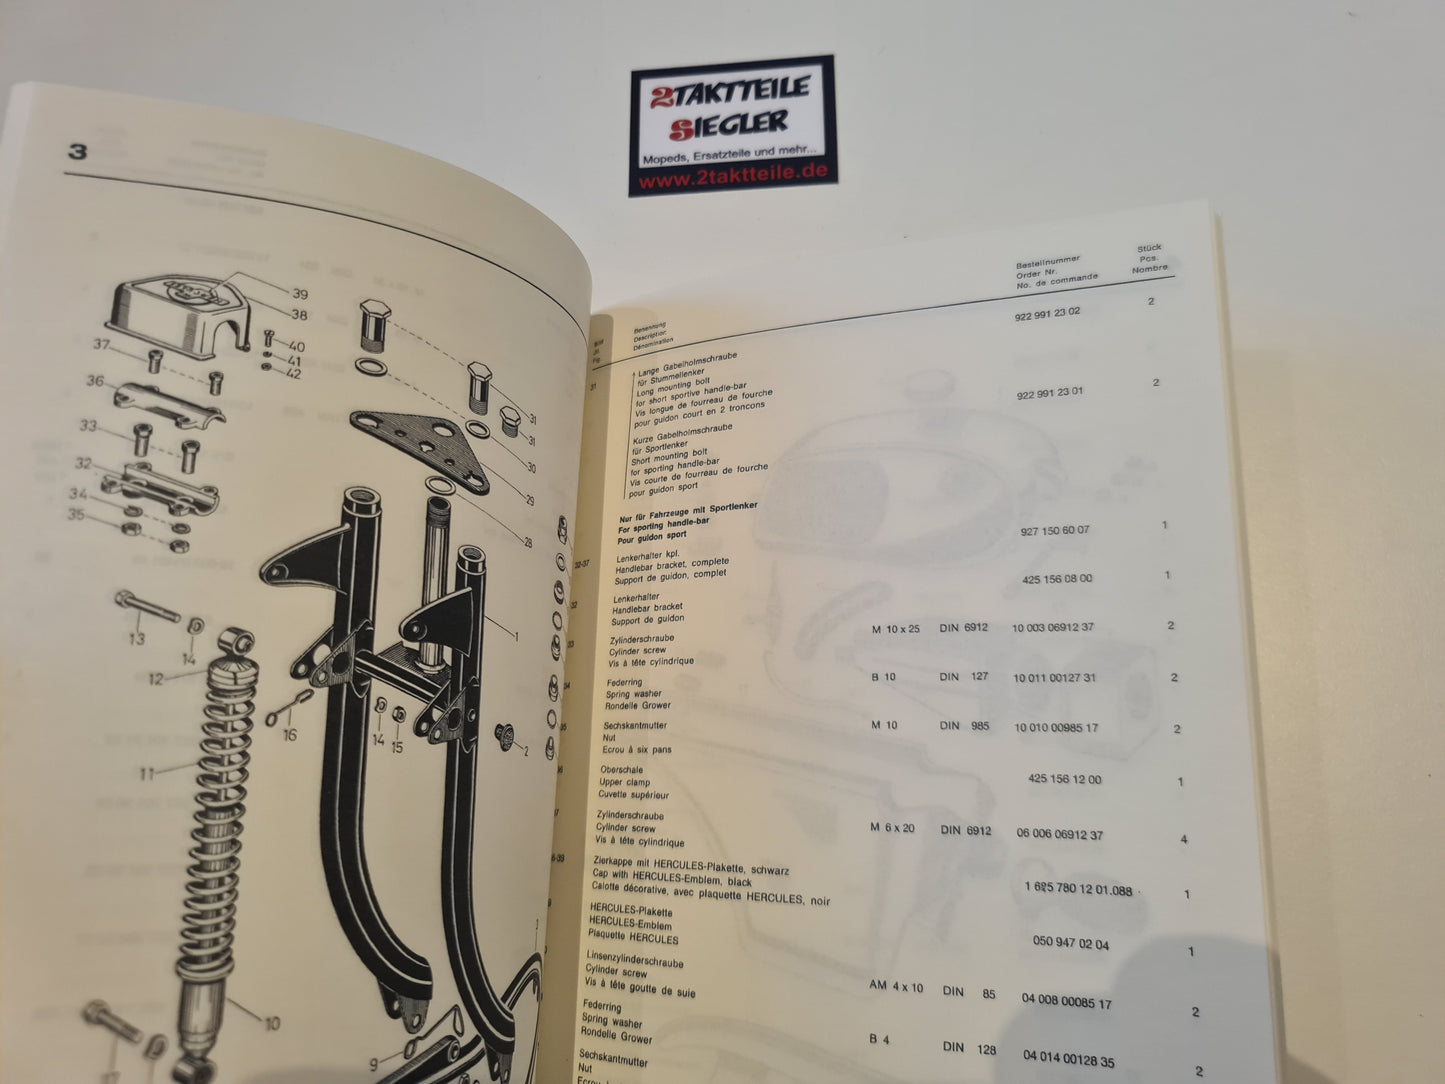 2TAKTTEILE
SIEGLER
Mopeds, Ersatzteile und mehr...
www.2taktteile.de
3
39
38
40
41
42
37
36
33
32
34
35
31
31
30
29
28
13
14
12
16
14
15
1
2
11
10
9
Bild
Fig
Benennung
Description
Dénomination
Bestellnummer
Order Nr.
No. de commande
Stück
Pcs.
Nombre
31
Lange Gabelholmschraube
für Stummellenker
Long mounting bolt
for short sportive handle-bar
Vis longue de fourreau de fourche
pour guidon court en 2 troncons
922 991 23 02
2
Kurze Gabelholmschraube
für Sportlenker
Short mounting bolt
for sporting handle-bar
Vis courte de fourreau de fourche
pour guidon sport
922 991 23 01
2
Nur für Fahrzeuge mit Sportlenker
For sporting handle-bar
Pour guidon sport
32-37
Lenkerhalter kpl.
Handlebar bracket, complete
Support de guidon, complet
927 150 60 07
1
32
Lenkerhalter
Handlebar bracket
Support de guidon
425 156 08 00
1
33
Zylinderschraube
Cylinder screw
Vis à tête cylindrique
M 10 x 25 DIN 6912 10 003 06912 37 2
34
Federring
Spring washer
Rondelle Grower
B 10 DIN 127 10 011 00127 31 2
35
Sechskantmutter
Nut
Ecrou à six pans
M 10 DIN 985 10 010 00985 17 2
Oberschale
Upper clamp
Cuvette supérieur
425 156 12 00 1
Zylinderschraube
Cylinder screw
Vis à tête cylindrique
M 6 x 20 DIN 6912 06 006 06912 37 4
Zierkappe mit HERCULES-Plakette, schwarz
Cap with HERCULES-Emblem, black
Calotte décorative, avec plaquette HERCULES, noir
1 625 780 12 01.088 1
HERCULES-Plakette
HERCULES-Emblem
Plaquette HERCULES
050 947 02 04 1
Linsenzylinderschraube
Cylinder screw
Vis à tête goutte de suie
AM 4 x 10 DIN 85 04 008 00085 17 2
Federring
Spring washer
Rondelle Grower
B 4 DIN 128 04 014 00128 35 2
Sechskantmutter
Nut